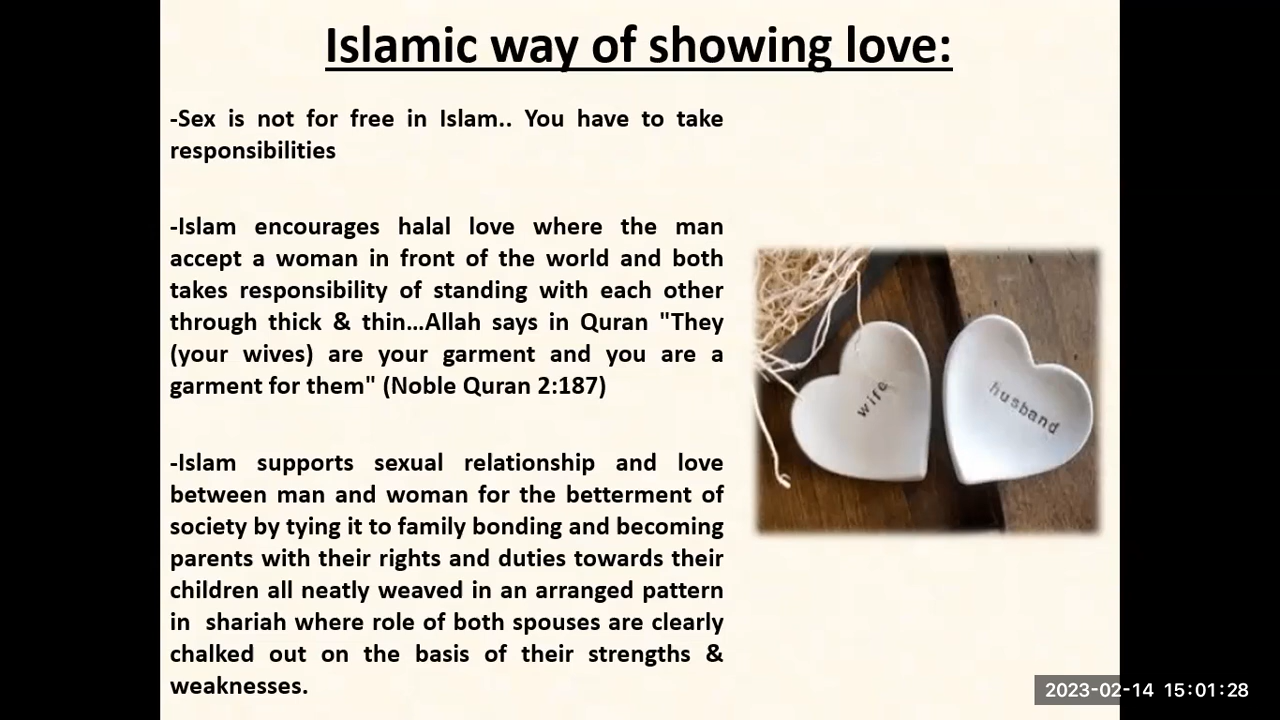 Islamic way of showing love:
-Sex is not for free in Islam.. You have to take
responsibilities
-Islam encourages halal love where the man
accept a woman in front of the world and both
takes responsibility of standing with each other
through thick & thin...Allah says in Quran "They
(your wives) are your garment and you are a
garment for them" (Noble Quran 2:187)
-Islam supports sexual relationship and love
between man and woman for the betterment of
society by tying it to family bonding and becoming
parents with their rights and duties towards their
children all neatly weaved in an arranged pattern
in shariah where role of both spouses are clearly
chalked out on the basis of their strengths &
weaknesses.
wife
husband
2023-02-14 15:01:28